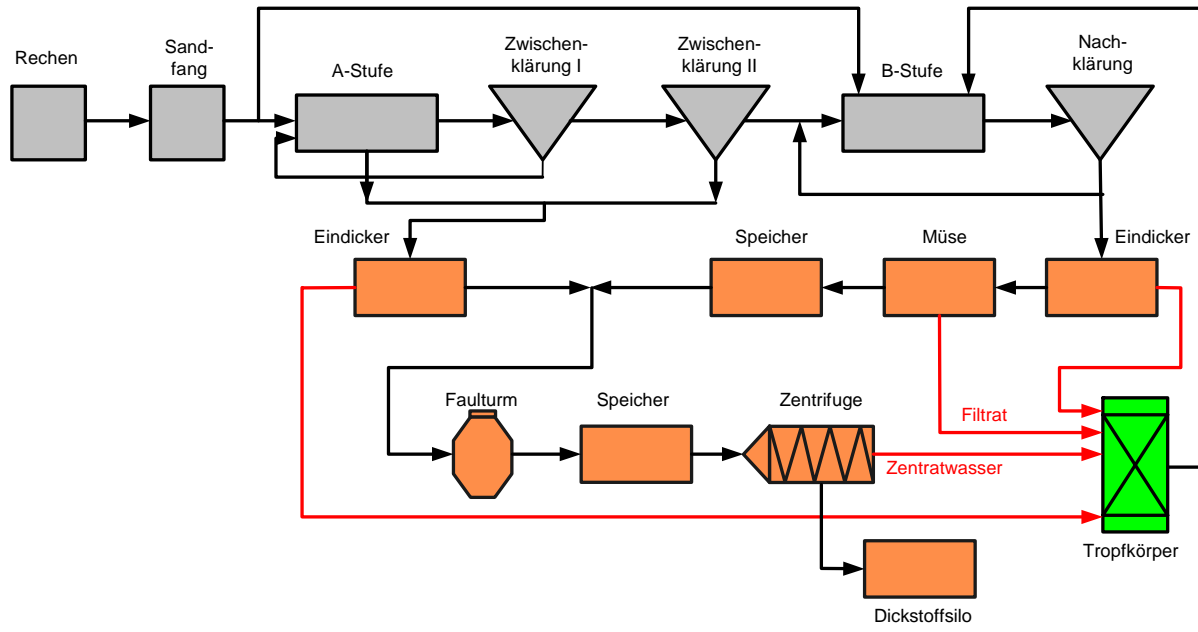 Rechen
Sand-
fang
A-Stufe
Zwischen-
klärung I
Zwischen-
klärung II
B-Stufe
Nach-
klärung
Eindicker
Speicher
Müse
Eindicker
Faulturm
Speicher
Zentrifuge
Filtrat
Zentratwasser
Tropfkörper
Dickstoffsilo